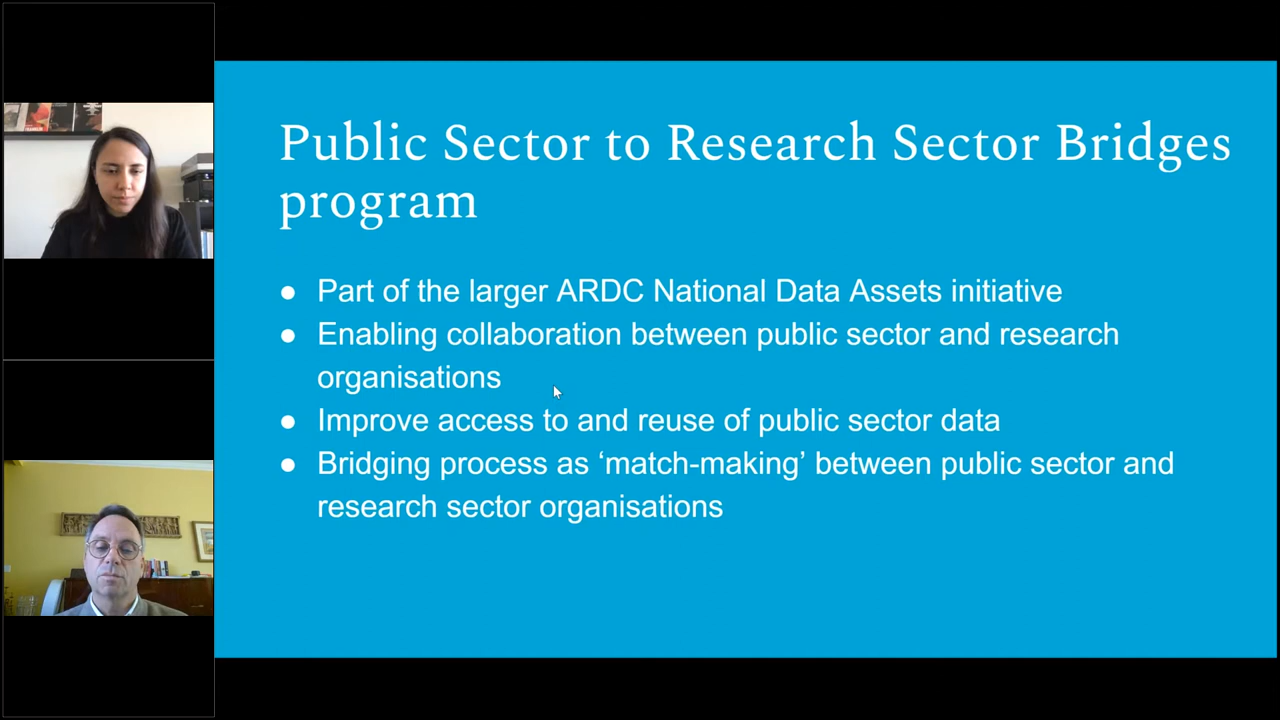 Public Sector to Research Sector Bridges
program
● Part of the larger ARDC National Data Assets initiative
● Enabling collaboration between public sector and research
organisations
● Improve access to and reuse of public sector data
● Bridging process as ‘match-making’ between public sector and
research sector organisations